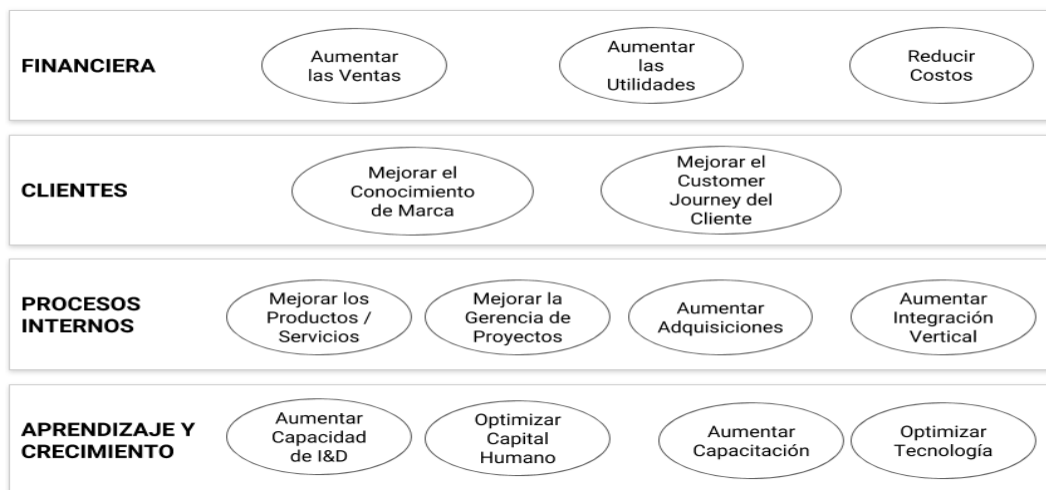 FINANCIERA
Aumentar
las Ventas
Aumentar
las
Utilidades
Reducir
Costos
CLIENTES
Mejorar el
Conocimiento
de Marca
Mejorar el
Customer
Journey del
Cliente
PROCESOS
INTERNOS
Mejorar los
Productos /
Servicios
Mejorar la
Gerencia de
Proyectos
Aumentar
Adquisiciones
Aumentar
Integración
Vertical
APRENDIZAJE Y
CRECIMIENTO
Aumentar
Capacidad
de I&D
Optimizar
Capital
Humano
Aumentar
Capacitación
Optimizar
Tecnología